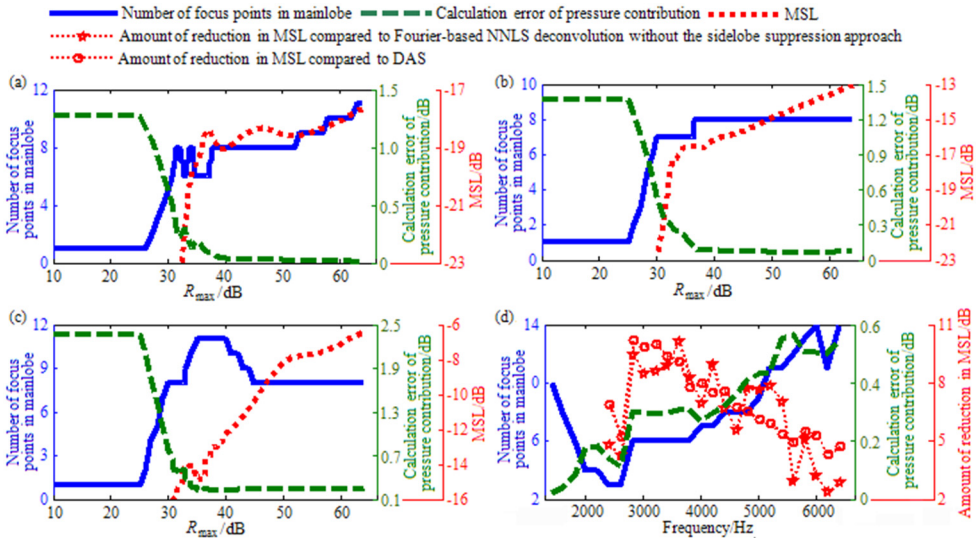 Number of focus points in mainlobe
Calculation error of pressure contribution/dB
MSL
Amount of reduction in MSL compared to Fourier-based NNLS deconvolution without the sidelobe suppression approach
Amount of reduction in MSL compared to DAS
(a)
Number of focus
points in mainlobe
12
8
4
0
10 20 30 40 50 60
Rmax/dB
1.5
1.0
0.5
0
Calculation error of
pressure contribution/dB
-17
-19
-21
-23
MSL/dB
(b)
Number of focus
points in mainlobe
10
8
6
4
2
0
10 20 30 40 50 60
Rmax/dB
1.5
1.2
0.9
0.6
0.3
0
Calculation error of
pressure contribution/dB
-13
-15
-17
-19
-21
-23
MSL/dB
(c)
Number of focus
points in mainlobe
12
9
6
3
0
10 20 30 40 50 60
Rmax/dB
2.5
1.9
1.3
0.7
0.1
Calculation error of
pressure contribution/dB
-6
-8
-10
-12
-14
-16
MSL/dB
(d)
Number of focus
points in mainlobe
14
0
6
2
2000 3000 4000 5000 6000
Frequency/Hz
0.6
0.4
0.2
0
Calculation error of
pressure contribution/dB
11
8
5
2
Amount of reduction in MSL/dB